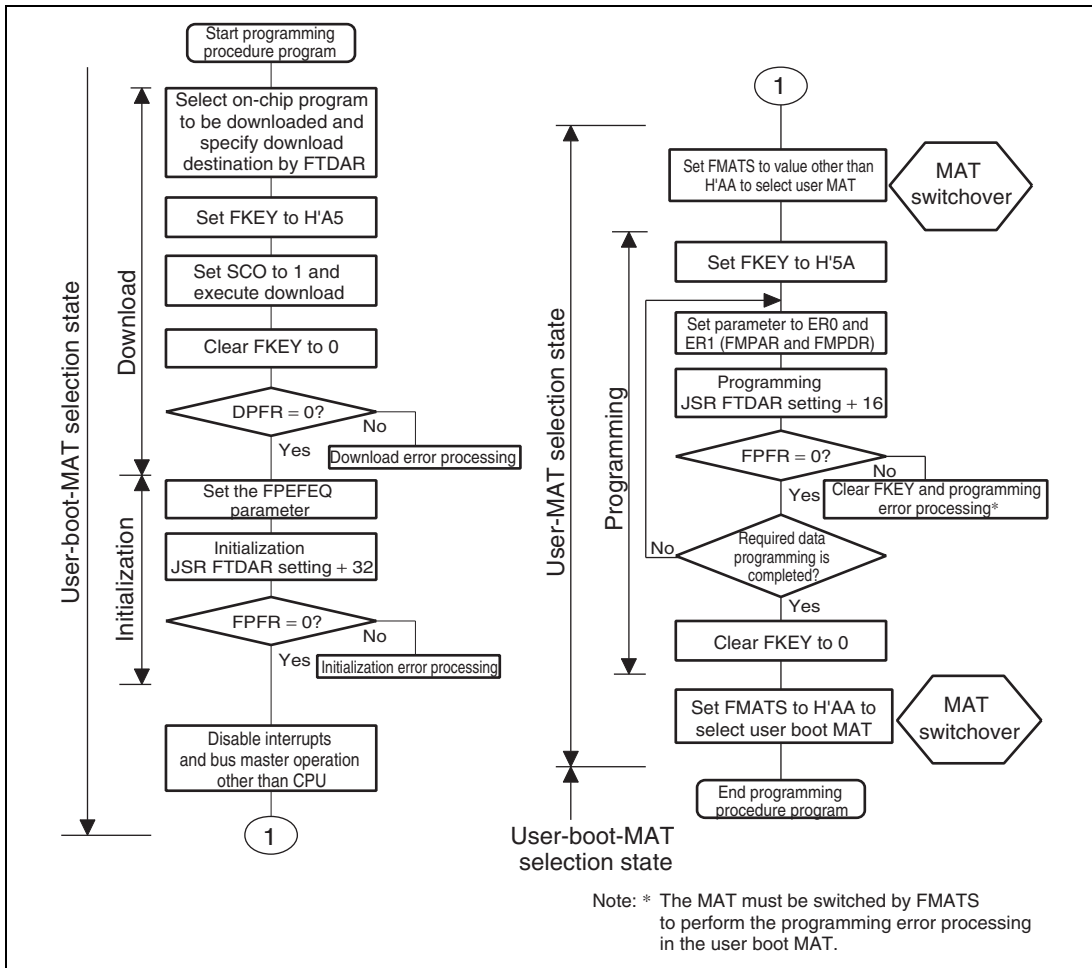 Start programming
procedure program
Select on-chip program
to be downloaded and
specify download
destination by FTDAR
Set FKEY to H'A5
Set SCO to 1 and
execute download
Clear FKEY to 0
DPFR = 0?
No
Yes
Download error processing
Set the FPEFEQ
parameter
Initialization
JSR FTDAR setting + 32
FPFR = 0?
No
Yes
Initialization error processing
Disable interrupts
and bus master operation
other than CPU
1
User-boot-MAT selection state
Download
Initialization
1
Set FMATS to value other than
H'AA to select user MAT
MAT
switchover
Set FKEY to H'5A
Set parameter to ER0 and
ER1 (FMPAR and FMPDR)
Programming
JSR FTDAR setting + 16
FPFR = 0?
No
Yes
Clear FKEY and programming
error processing*
Required data
programming is
completed?
No
Yes
Clear FKEY to 0
Set FMATS to H'AA to
select user boot MAT
MAT
switchover
End programming
procedure program
User-MAT selection state
Programming
User-boot-MAT
selection state
Note: * The MAT must be switched by FMATS
to perform the programming error processing
in the user boot MAT.